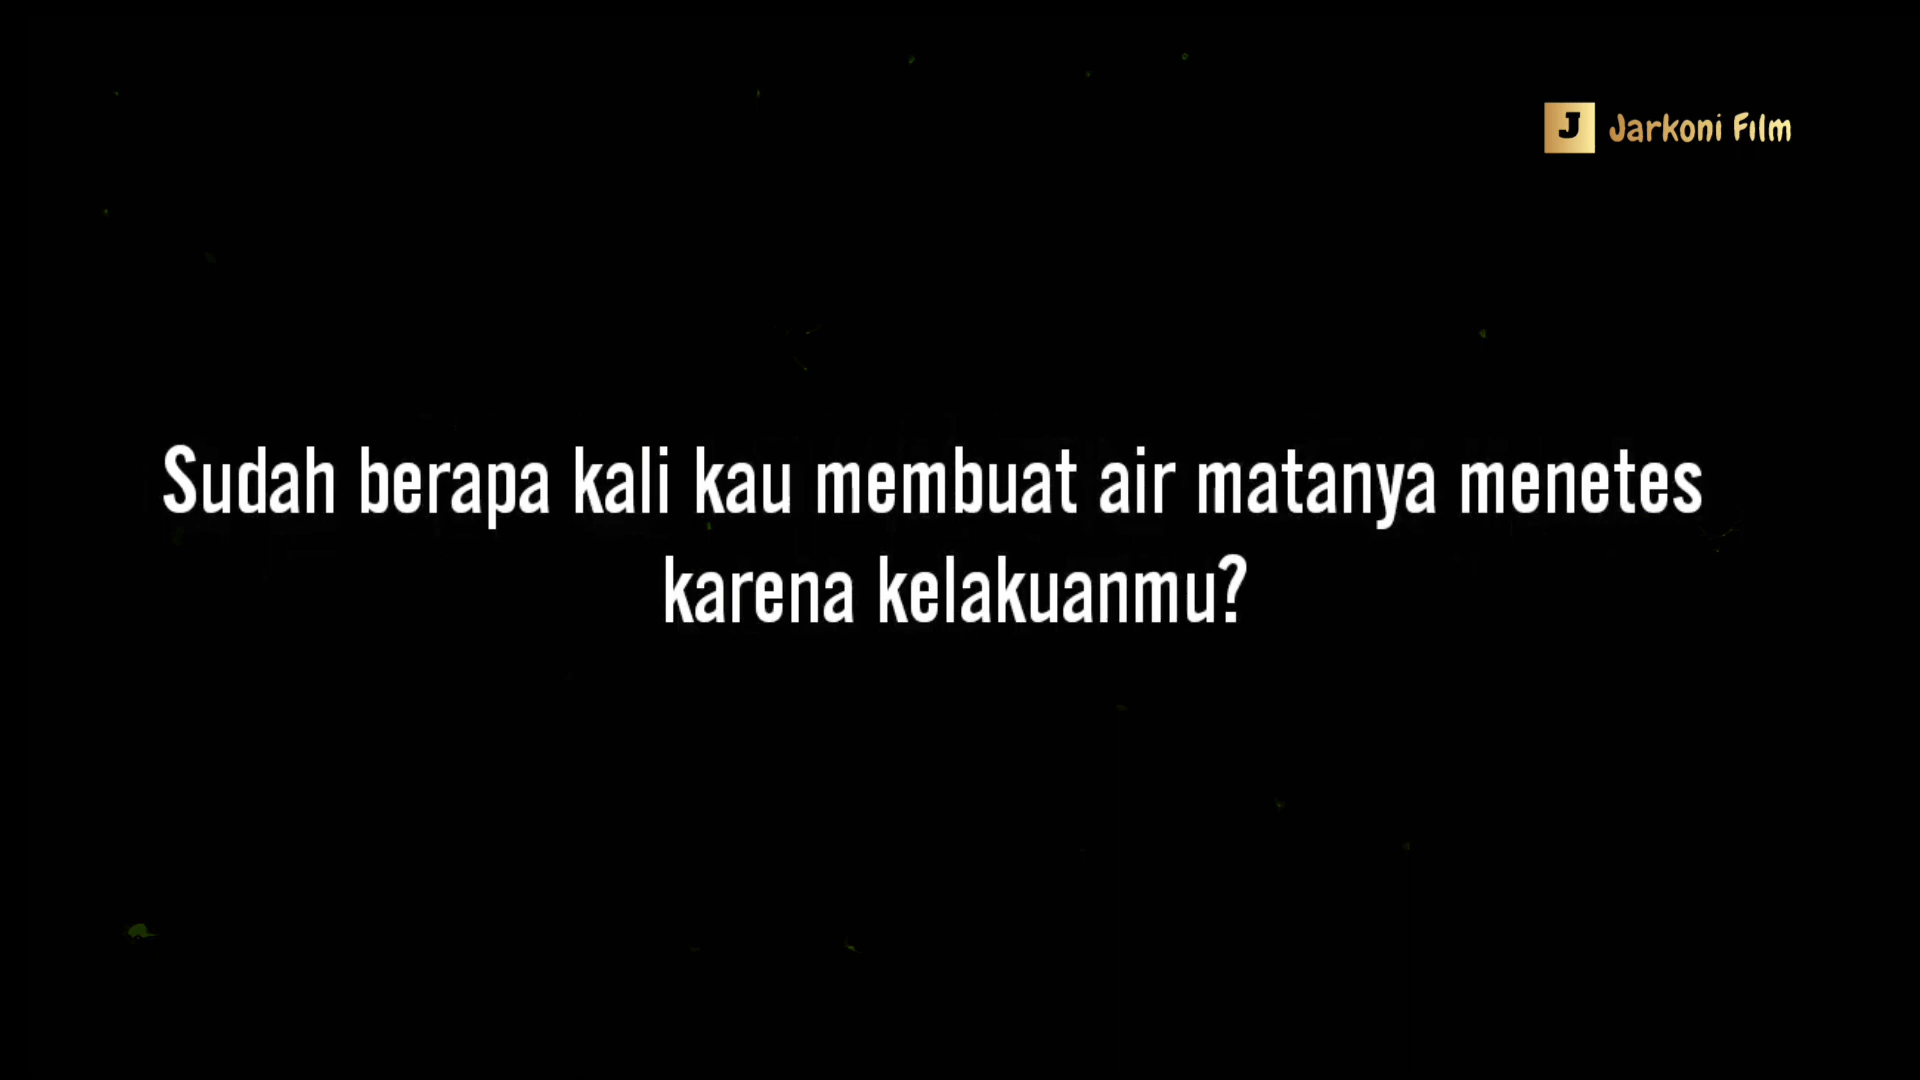 J Jarkoni Film
Sudah berapa kali kau membuat air matanya menetes
karena kelakuanmu?